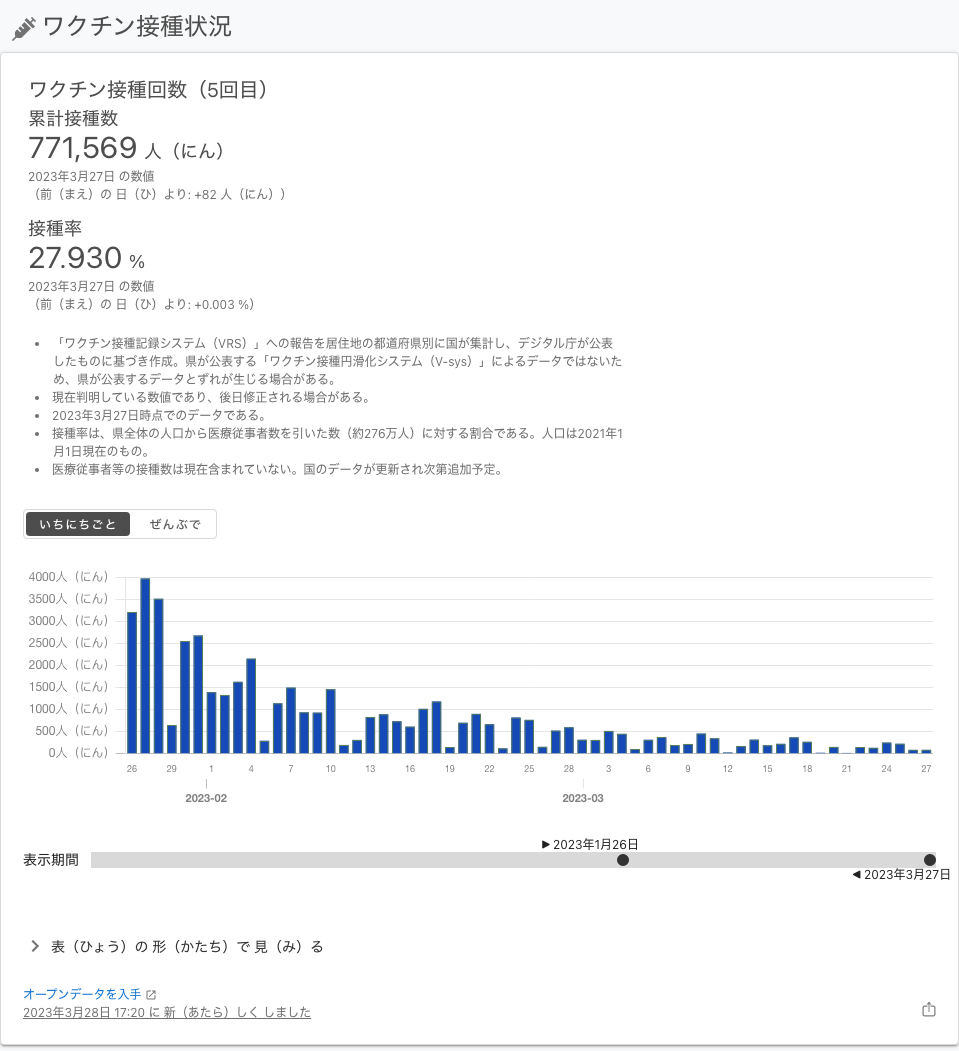 ワクチン接種状況
ワクチン接種回数（5回目）
累計接種数
771,569 人（にん）
2023年3月27日 の数値
（前（まえ）の 日（ひ）より: +82 人（にん））
接種率
27.930 %
2023年3月27日 の数値
（前（まえ）の 日（ひ）より: +0.003 %）
• 「ワクチン接種記録システム（VRS）」への報告を居住地の都道府県別に国が集計し、デジタル庁が公表
したものに基づき作成。県が公表する「ワクチン接種円滑化システム（V-sys）」によるデータではないた
め、県が公表するデータとずれが生じる場合がある。
• 現在判明している数値であり、後日修正される場合がある。
• 2023年3月27日時点でのデータである。
• 接種率は、県全体の人口から医療従事者数を引いた数（約276万人）に対する割合である。人口は2021年1
月1日現在のもの。
• 医療従事者等の接種数は現在含まれていない。国のデータが更新され次第追加予定。
いちにちごと ぜんぶで
4000人（にん）
3500人（にん）
3000人（にん）
2500人（にん）
2000人（にん）
1500人（にん）
1000人（にん）
500人（にん）
0人（にん）
26 29 1 4 7 10 13 16 19 22 25 28 3 6 9 12 15 18 21 24 27
2023-02 2023-03
▶ 2023年1月26日
表示期間
◀ 2023年3月27日
表（ひょう）の 形（かたち）で 見（み）る
オープンデータを入手
2023年3月28日 17:20 に 新（あたら）しく しました